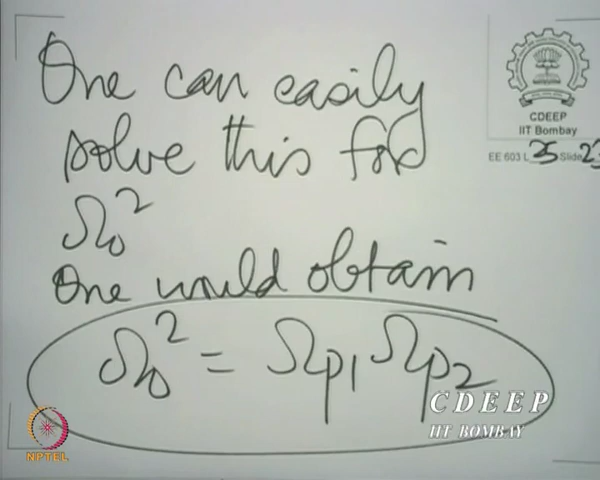 One can easily
solve this for
Ω₀²
One would obtain
Ω₀² = Ωp₁ Ωp₂
CDEEP
IIT Bombay
EE 603 L 35 Slide 23
CDEEP
IIT BOMBAY
NPTEL